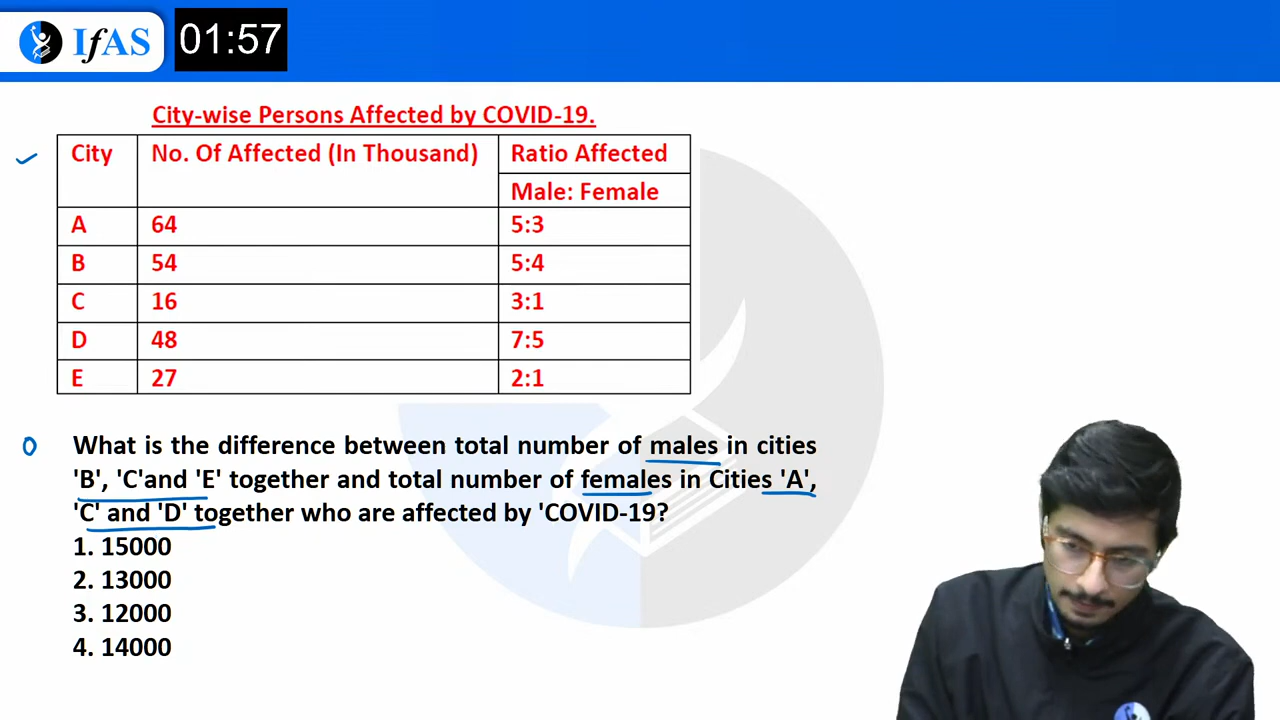 IfAS
01:57
City-wise Persons Affected by COVID-19.
City No. Of Affected (In Thousand) Ratio Affected
Male: Female
A 64 5:3
B 54 5:4
C 16 3:1
D 48 7:5
E 27 2:1
What is the difference between total number of males in cities
'B', 'C'and 'E' together and total number of females in Cities 'A',
'C' and 'D' together who are affected by 'COVID-19?
1. 15000
2. 13000
3. 12000
4. 14000